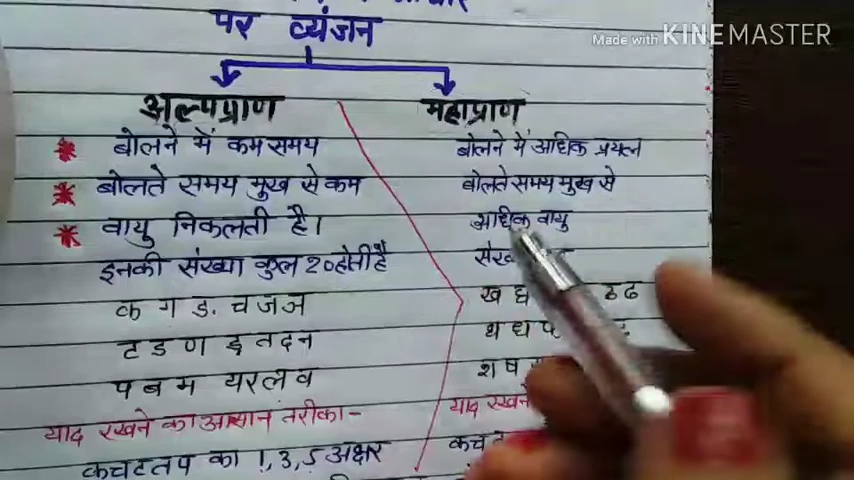 Made with KINEMASTER
पर व्यंजन
अल्पप्राण
बोलने में कम समय
बोलते समय मुख से कम
वायु निकलती है।
इनकी संख्या कुल 20 होती है
क ग ड. च ज ञ
ट ड ण ड़ त द न
प ब म य र ल व
याद रखने का आसान तरीका-
क च ट त प का 1, 3, 5 अक्षर
महाप्राण
बोलने में अधिक प्रयत्न
बोलते समय मुख से
अधिक वायु
ख घ ठ ढ
थ ध
श ष
याद रखने